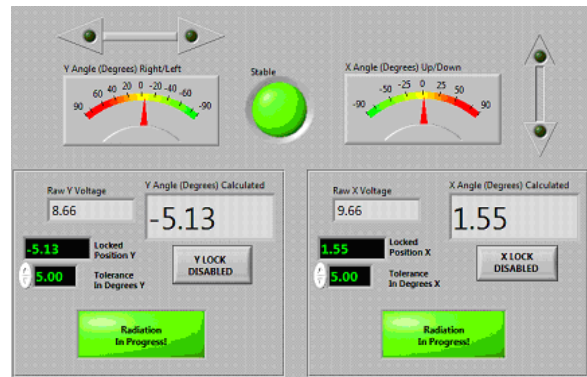 Y Angle (Degrees) Right/Left
90 60 40 20 0 -20 -40 -60 -90
Stable
X Angle (Degrees) Up/Down
-90 -50 -25 0 25 50 90
Raw Y Voltage
8.66
Y Angle (Degrees) Calculated
-5.13
-5.13
Locked
Position Y
5.00
Tolerance
In Degrees Y
Y LOCK
DISABLED
Radiation
In Progress!
Raw X Voltage
9.66
X Angle (Degrees) Calculated
1.55
1.55
Locked
Position X
5.00
Tolerance
In Degrees X
X LOCK
DISABLED
Radiation
In Progress!